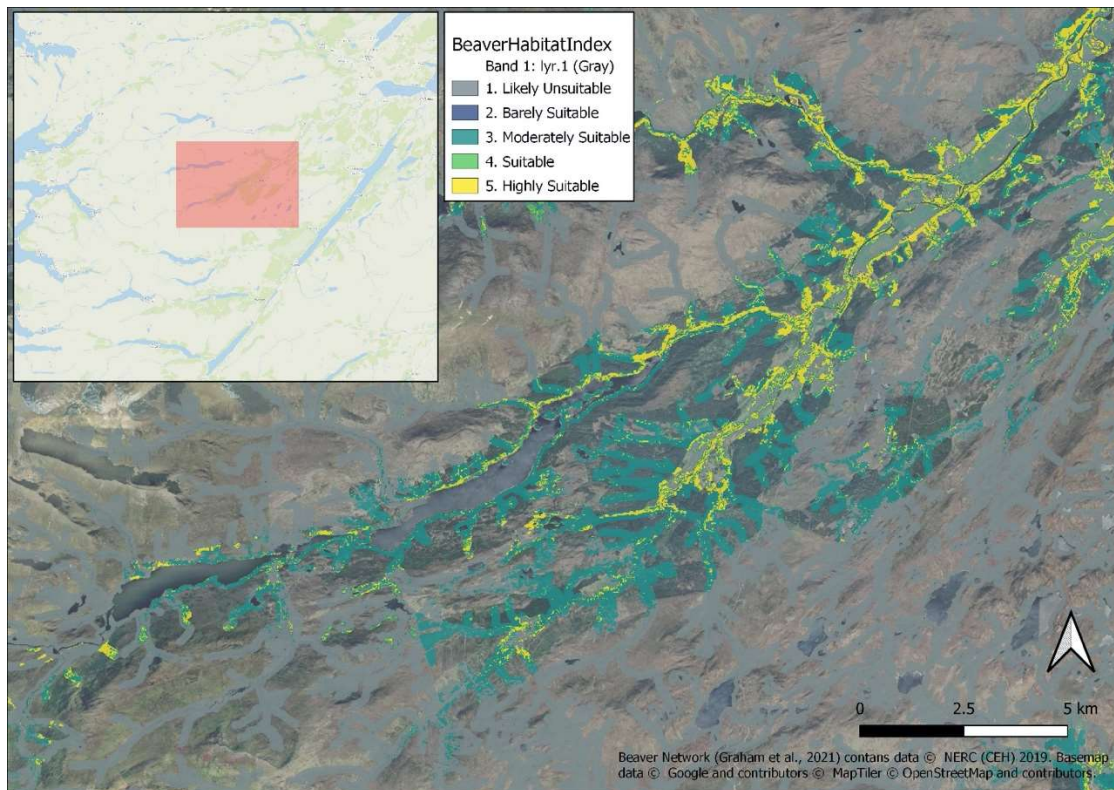 BeaverHabitatIndex
Band 1: lyr.1 (Gray)
1. Likely Unsuitable
2. Barely Suitable
3. Moderately Suitable
4. Suitable
5. Highly Suitable
0 2.5 5 km
Beaver Network (Graham et al., 2021) contans data © NERC (CEH) 2019. Basemap
data © Google and contributors © MapTiler © OpenStreetMap and contributors.